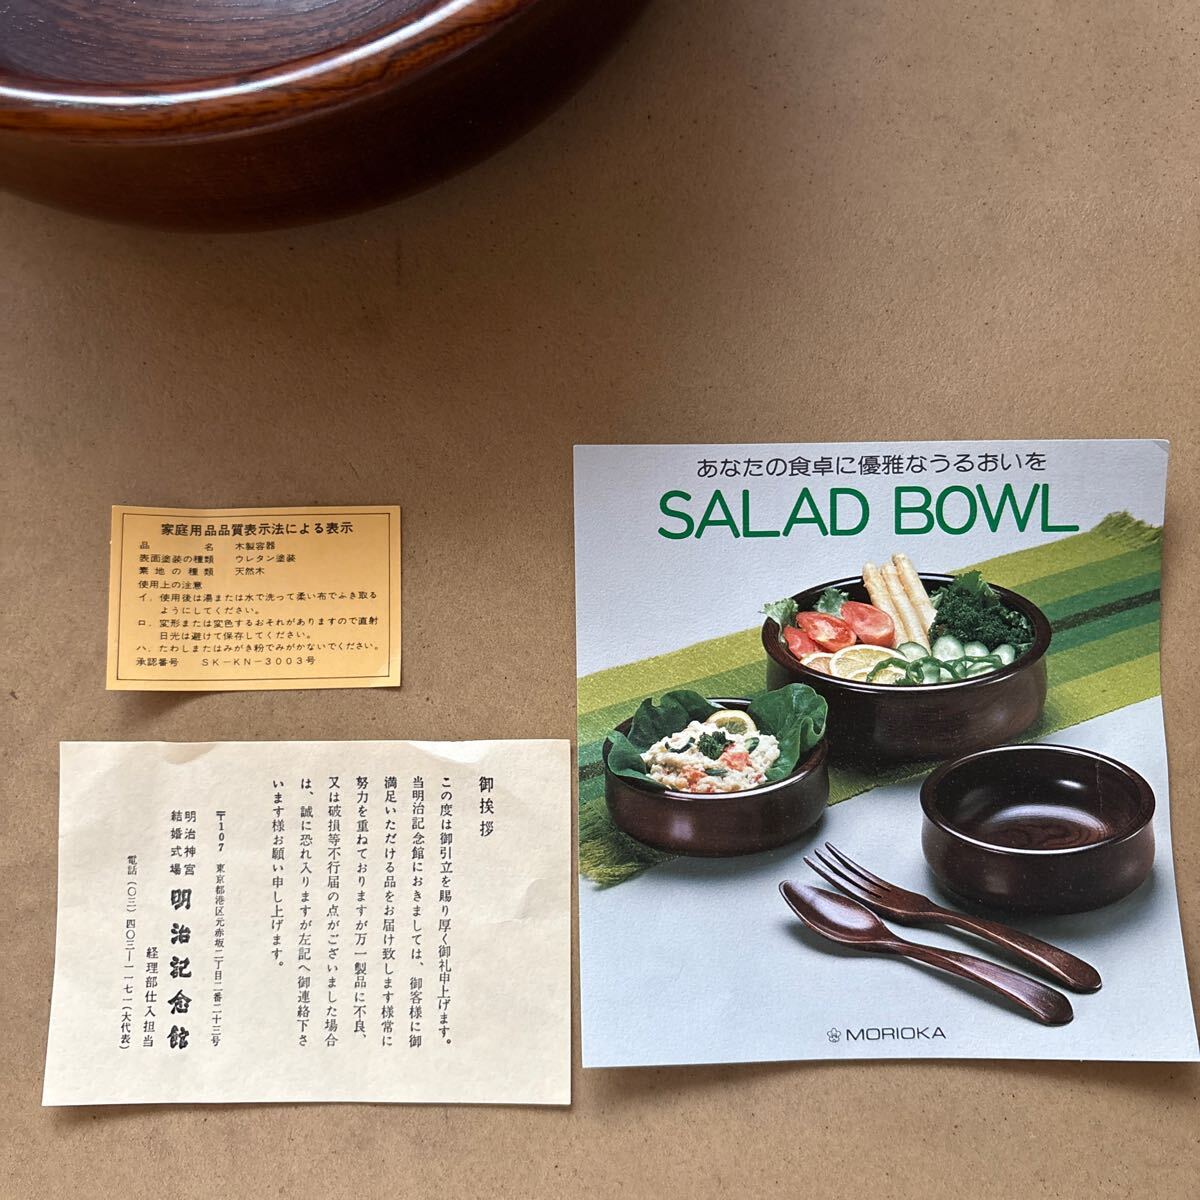 家庭用品品質表示法による表示
品名 木製容器
表面塗装の種類 ウレタン塗装
素地の種類 天然木
使用上の注意
イ．使用後は湯または水で洗って柔い布でふき取る
ようにしてください。
ロ．変形または変色するおそれがありますので直射
日光は避けて保存してください。
ハ．たわしまたはみがき粉でみがかないでください。
承認番号 SK-KN-3003号
御挨拶
この度は御引立を賜り厚く御礼申上げます。
当明治記念館におきましては、御客様に御
満足いただける品をお届け致します様常に
努力を重ねておりますが万一製品に不良、
又は破損等不行届の点がございました場合
は、誠に恐れ入りますが左記へ御連絡下さ
います様お願い申し上げます。
〒107 東京都港区元赤坂二丁目二番二十三号
明治神宮
結婚式場 明治記念館
経理部仕入担当
電話（〇三）四〇三―一一七一（大代表）
あなたの食卓に優雅なうるおいを
SALAD BOWL
MORIOKA